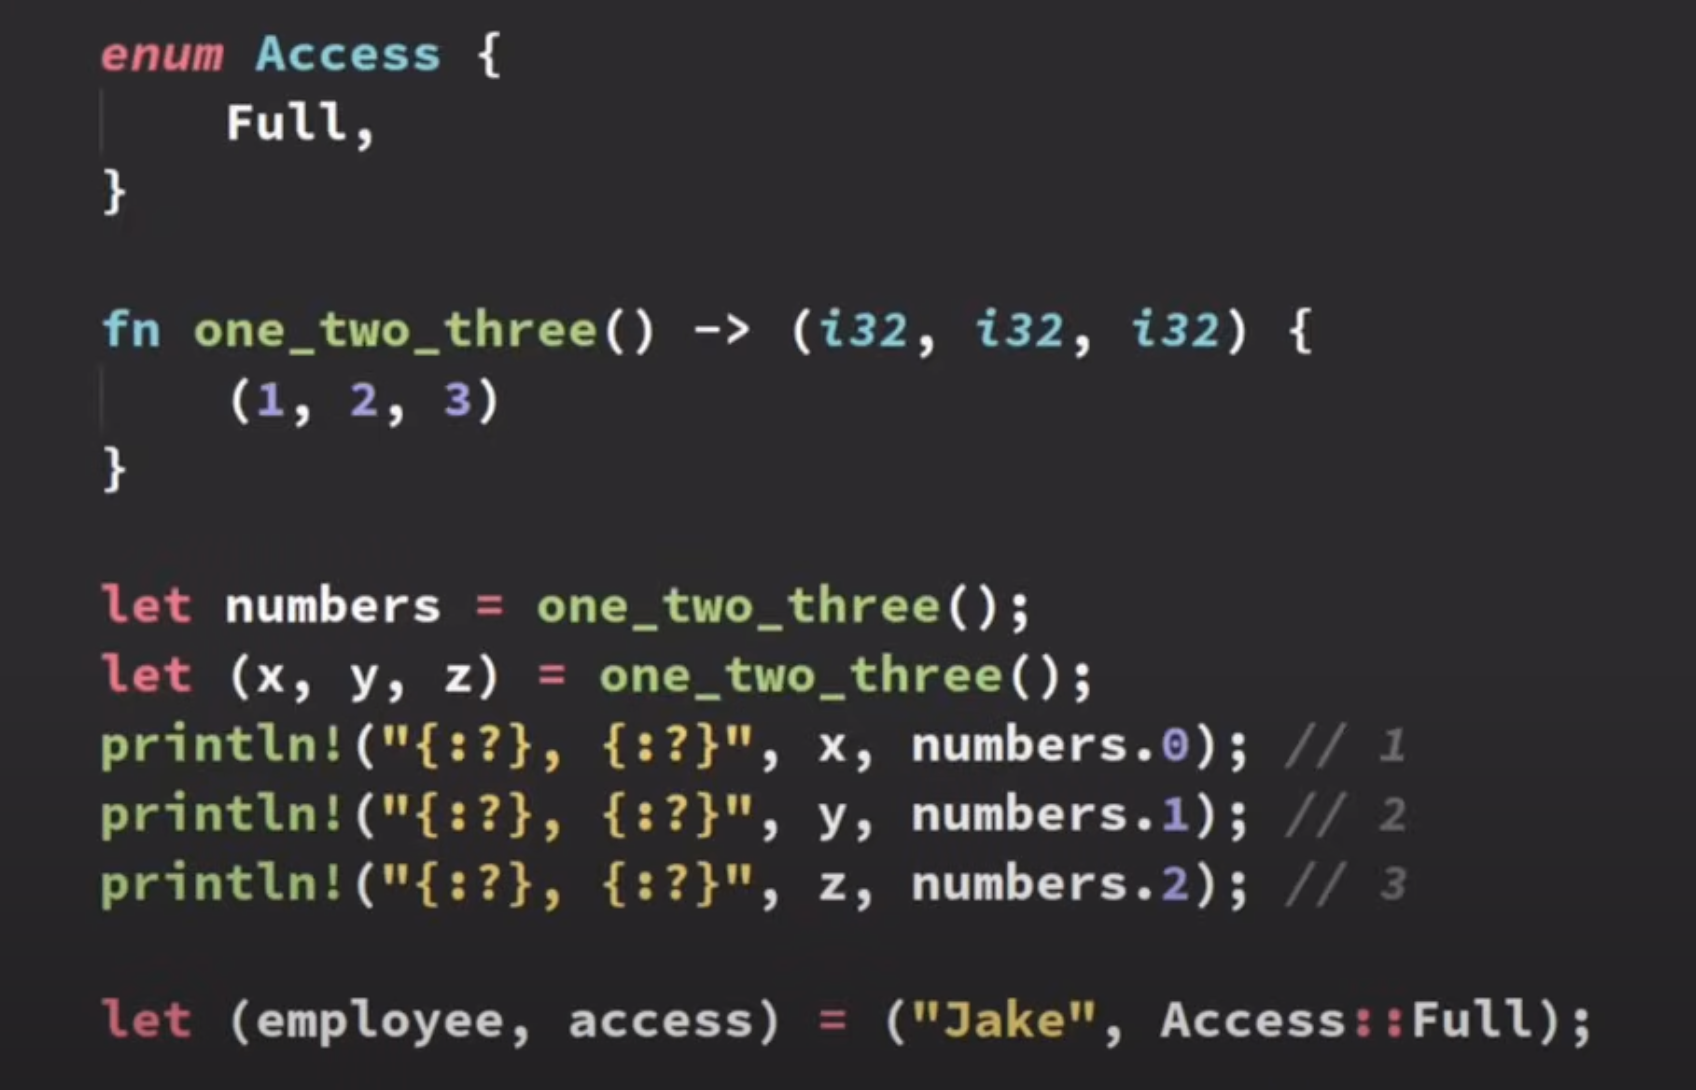 enum Access {
    Full,
}

fn one_two_three() -> (i32, i32, i32) {
    (1, 2, 3)
}

let numbers = one_two_three();
let (x, y, z) = one_two_three();
println!("{:?}, {:?}", x, numbers.0); // 1
println!("{:?}, {:?}", y, numbers.1); // 2
println!("{:?}, {:?}", z, numbers.2); // 3

let (employee, access) = ("Jake", Access::Full);